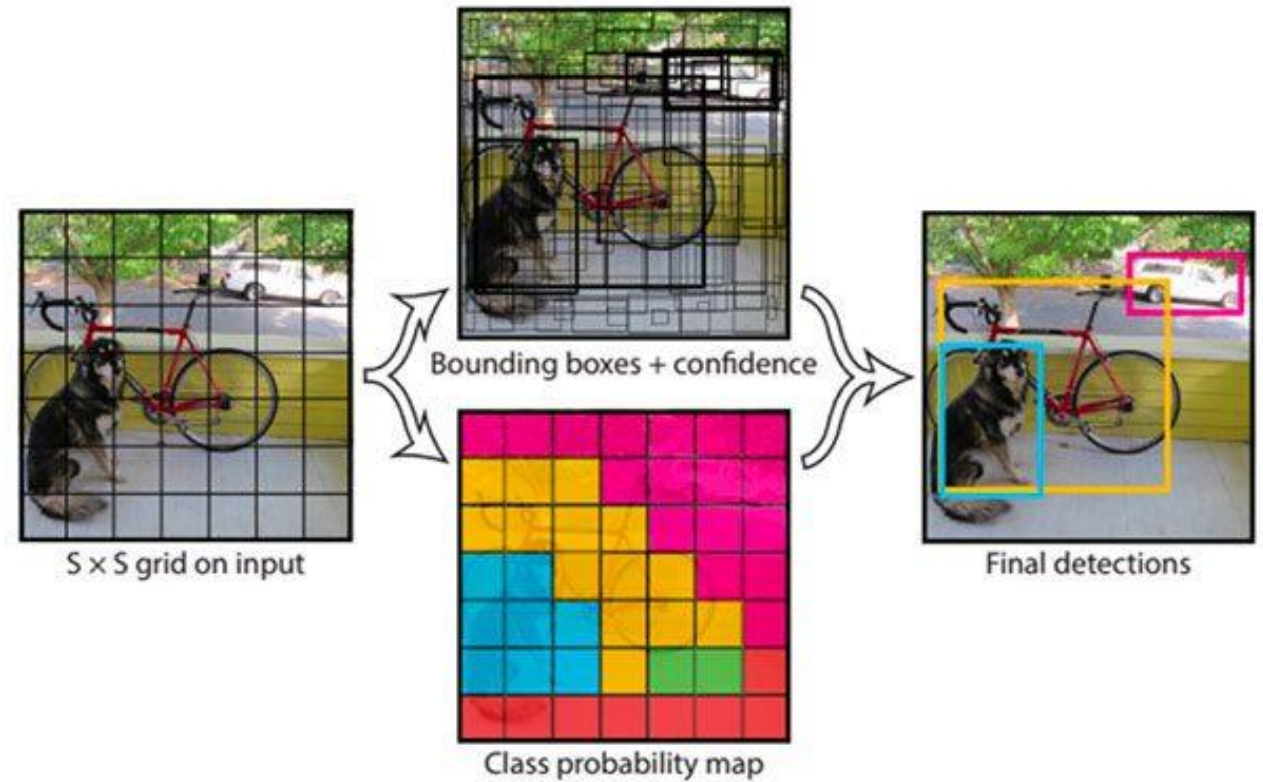 Bounding boxes + confidence
S × S grid on input
Final detections
Class probability map